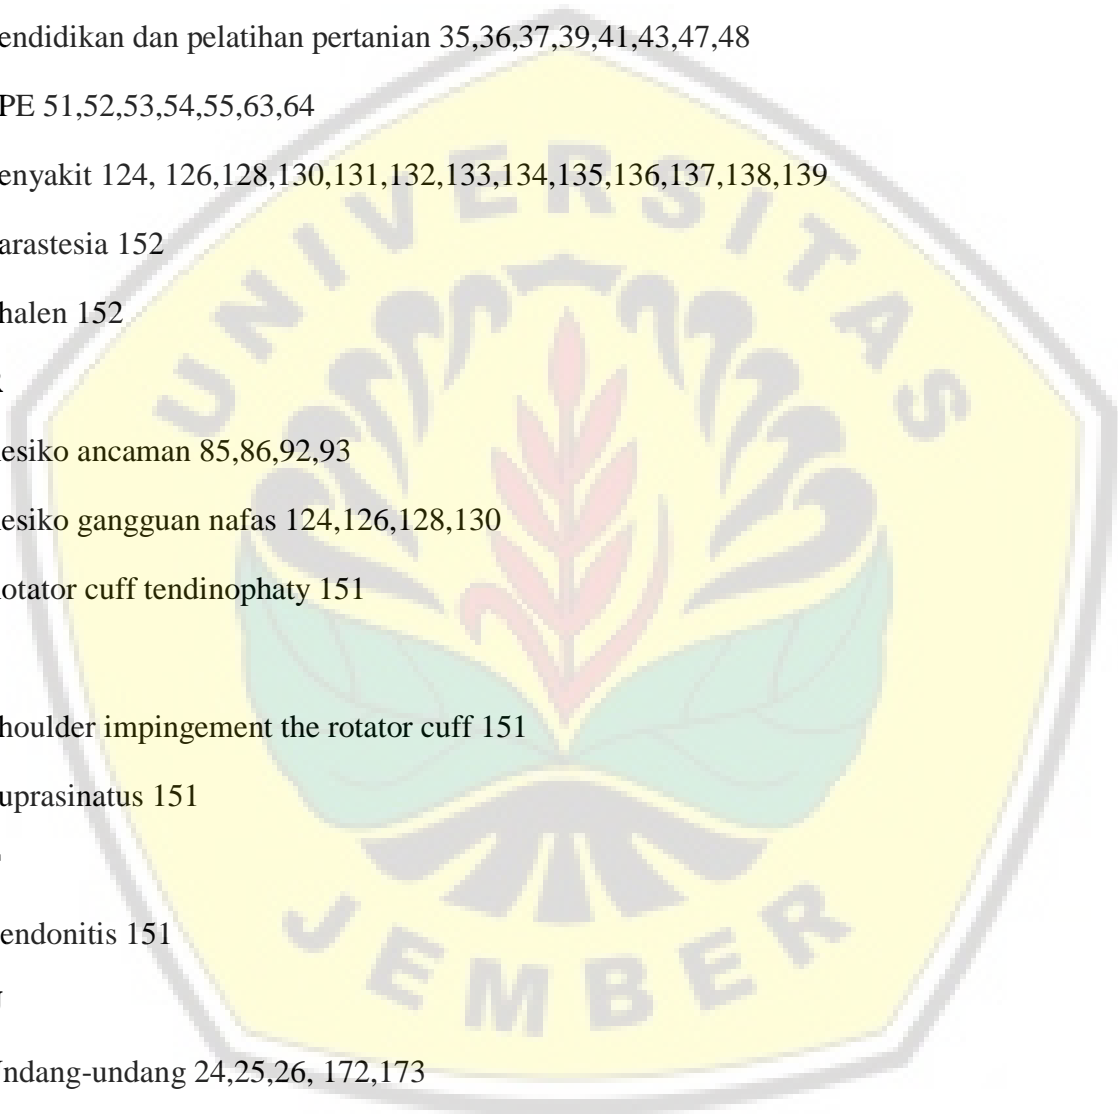 endidikan dan pelatihan pertanian 35,36,37,39,41,43,47,48
PE 51,52,53,54,55,63,64
enyakit 124, 126,128,130,131,132,133,134,135,136,137,138,139
arastesia 152
halen 152
esiko ancaman 85,86,92,93
esiko gangguan nafas 124,126,128,130
otator cuff tendinophaty 151
houlder impingement the rotator cuff 151
uprasinatus 151
endonitis 151
ndang-undang 24,25,26, 172,173
UNIVERSITAS
JEMBER